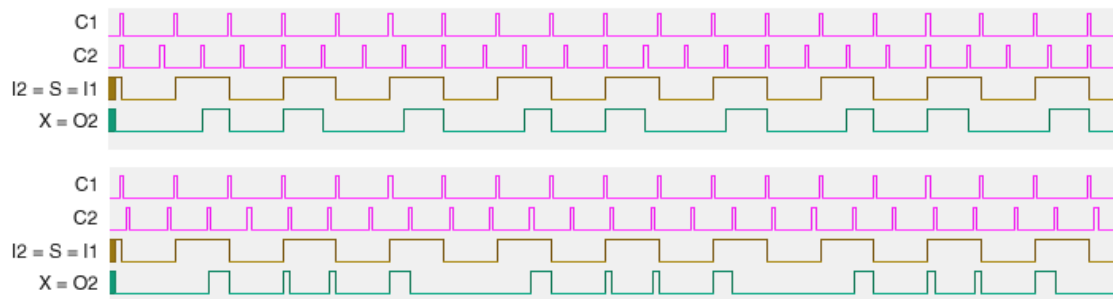 C1
C2
I2 = S = I1
X = O2
C1
C2
I2 = S = I1
X = O2